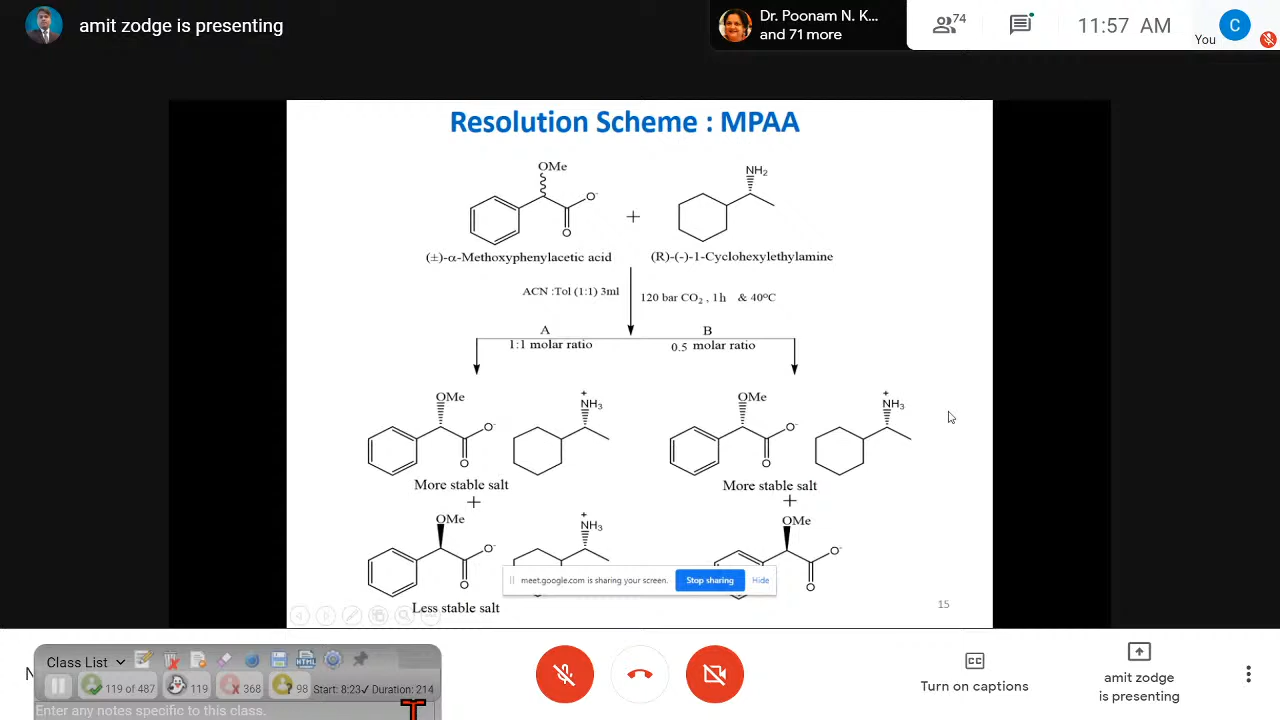 amit zodge is presenting
Dr. Poonam N. K...
and 71 more
74
11:57 AM
You
C
Resolution Scheme : MPAA
OMe
O-
O
(±)-α-Methoxyphenylacetic acid
+
NH2
(R)-(-)-1-Cyclohexylethylamine
ACN :Tol (1:1) 3ml
120 bar CO2 , 1h & 40°C
A
1:1 molar ratio
B
0.5 molar ratio
OMe
O-
O
+
NH3
More stable salt
+
OMe
O-
O
+
NH3
Less stable salt
OMe
O-
O
+
NH3
More stable salt
+
OMe
O-
O
meet.google.com is sharing your screen.
Stop sharing
Hide
15
Class List
HTML
119 of 487
119
368
98
Start: 8:23✓ Duration: 214
Enter any notes specific to this class.
T
CC
Turn on captions
amit zodge
is presenting